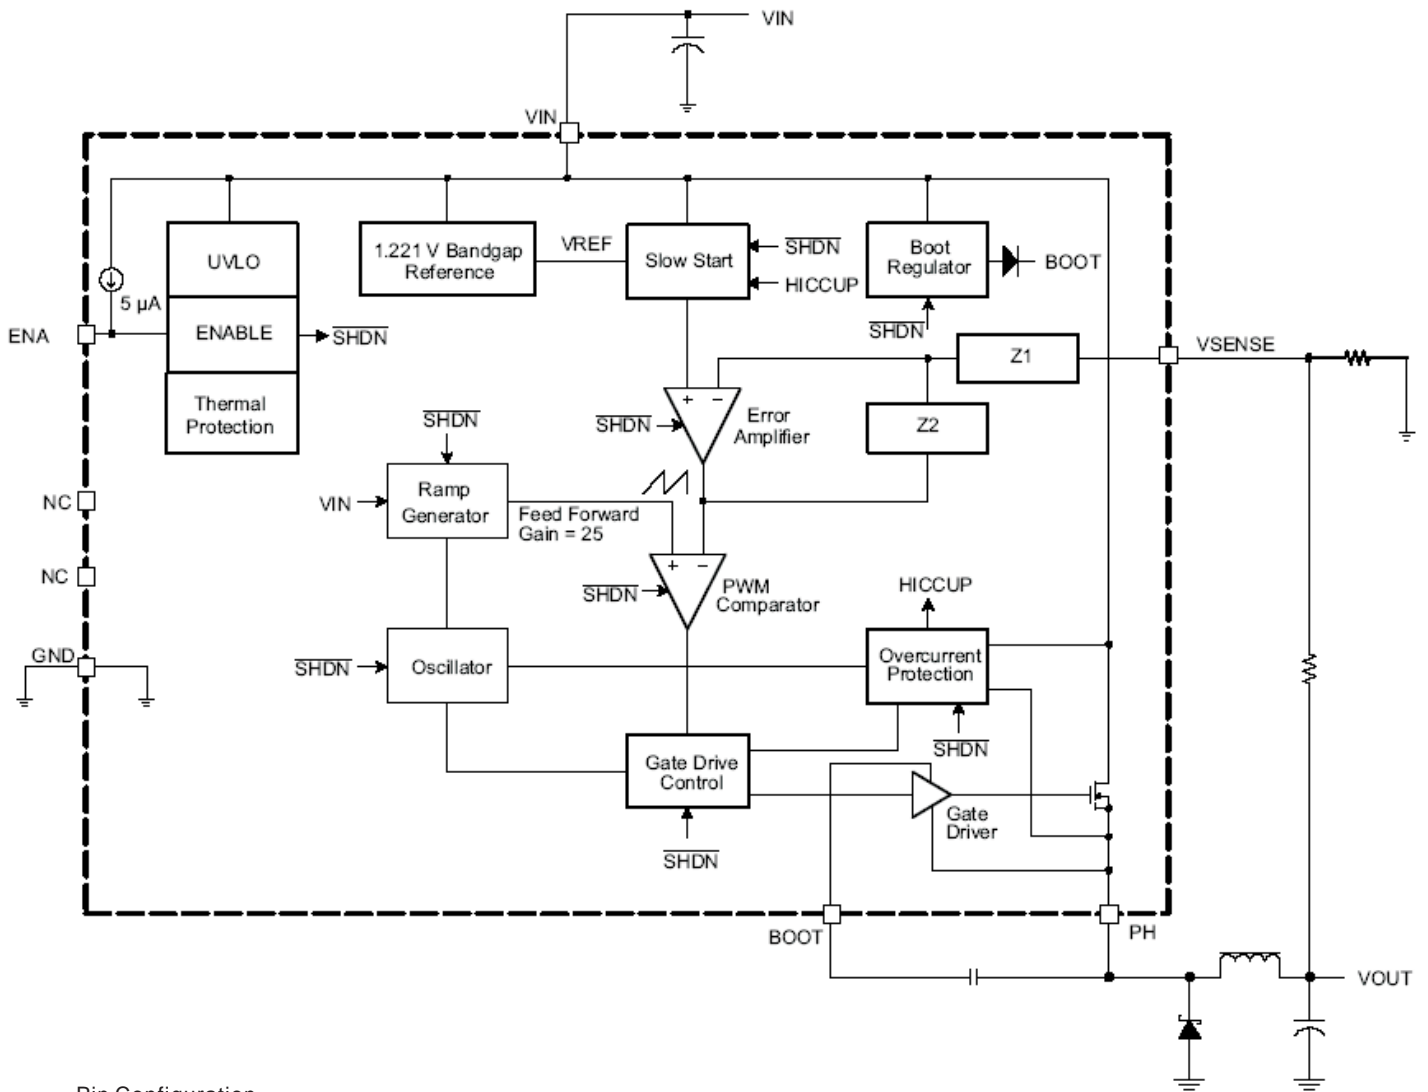 VIN
VIN
UVLO
1.221 V Bandgap
Reference
VREF
Slow Start
SHDN
HICCUP
Boot
Regulator
BOOT
5 µA
ENA
ENABLE
SHDN
SHDN
Z1
VSENSE
Thermal
Protection
SHDN
SHDN
+ −
Error
Amplifier
Z2
VIN
Ramp
Generator
Feed Forward
Gain = 25
NC
NC
+ −
SHDN
PWM
Comparator
HICCUP
GND
SHDN
Oscillator
Overcurrent
Protection
SHDN
Gate Drive
Control
Gate
Driver
SHDN
BOOT
PH
VOUT
Pin Configuration